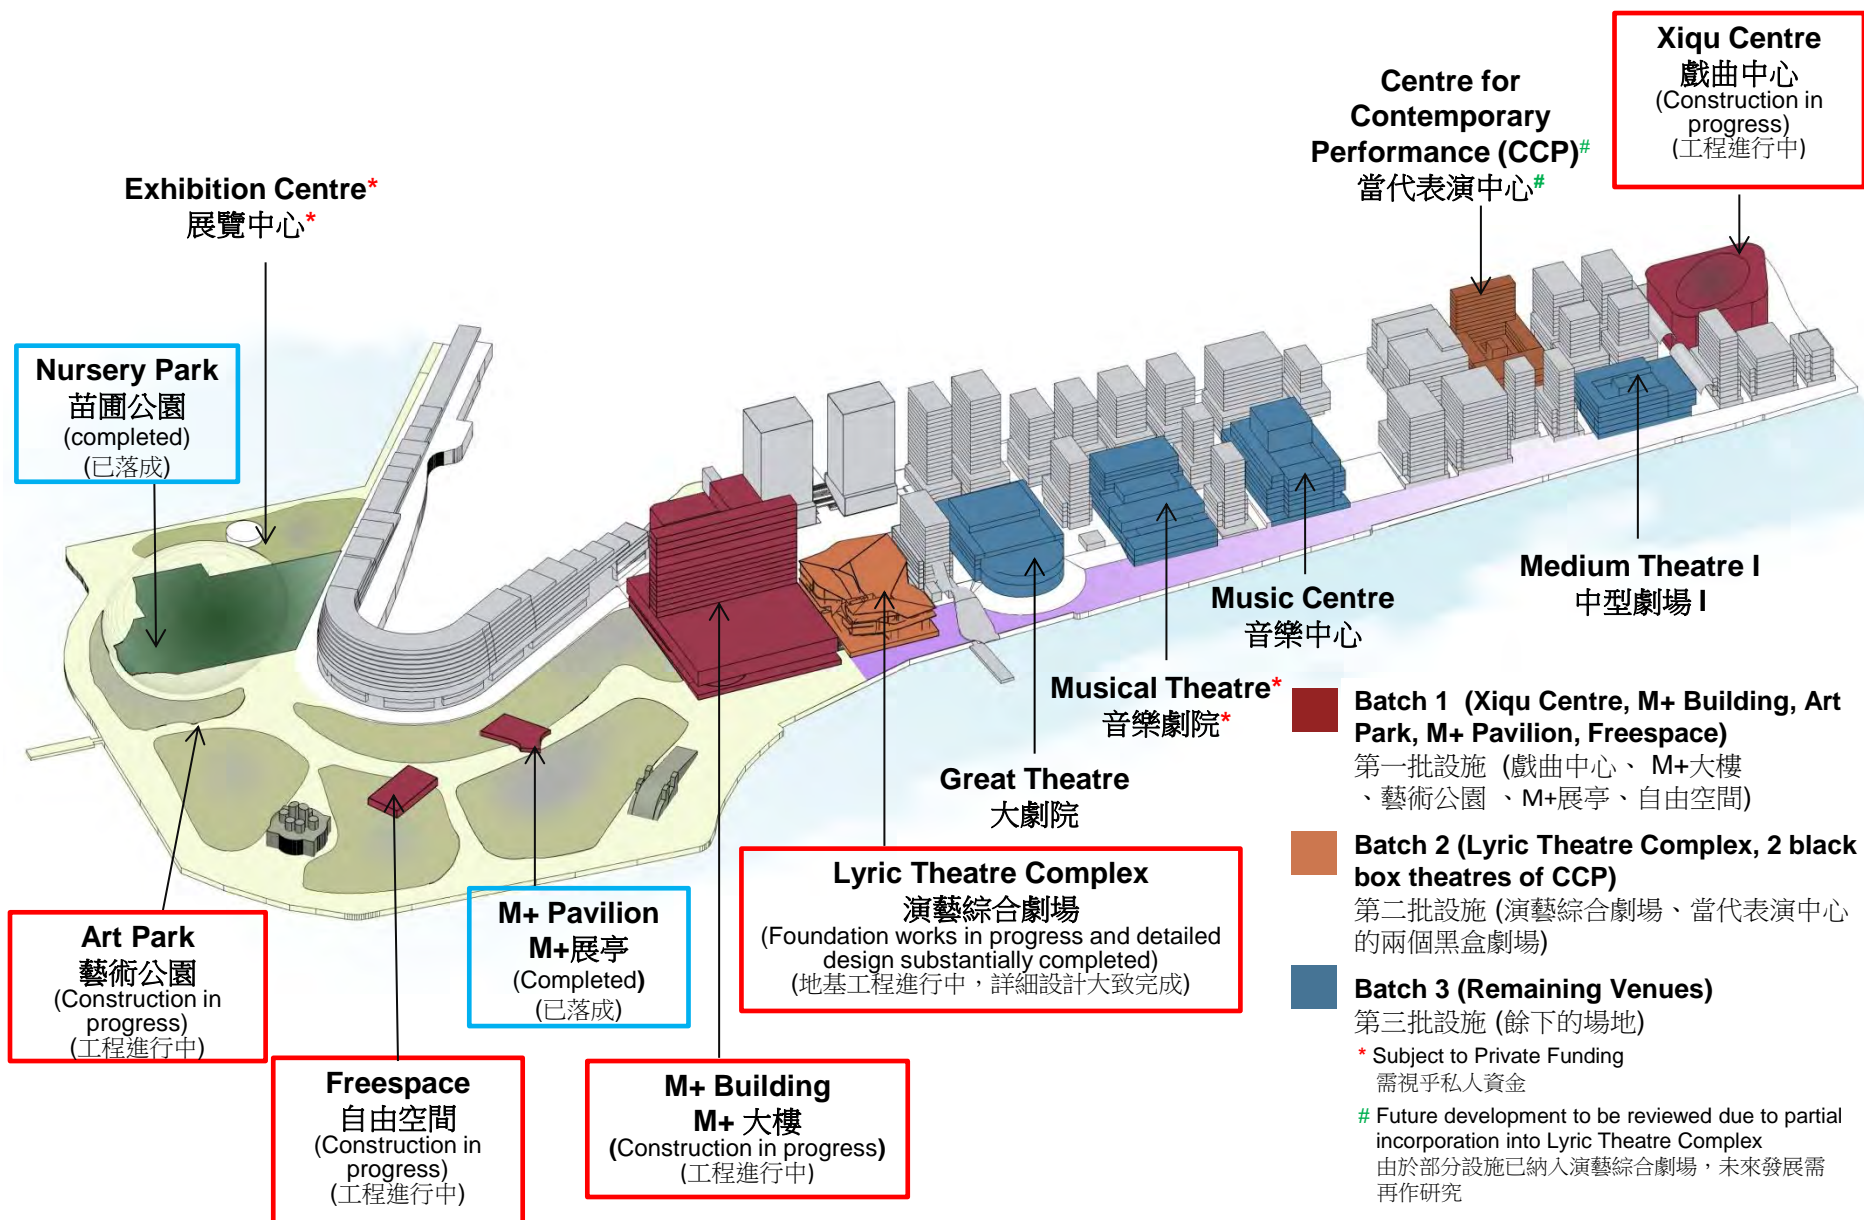 Xiqu Centre
戲曲中心
(Construction in
progress)
(工程進行中)
Centre for
Contemporary
Performance (CCP)#
當代表演中心#
Exhibition Centre*
展覽中心*
Nursery Park
苗圃公園
(completed)
(已落成)
Medium Theatre I
中型劇場 I
Music Centre
音樂中心
Musical Theatre*
音樂劇院*
Great Theatre
大劇院
Lyric Theatre Complex
演藝綜合劇場
(Foundation works in progress and detailed
design substantially completed)
(地基工程進行中，詳細設計大致完成)
M+ Pavilion
M+展亭
(Completed)
(已落成)
Art Park
藝術公園
(Construction in
progress)
(工程進行中)
Freespace
自由空間
(Construction in
progress)
(工程進行中)
M+ Building
M+ 大樓
(Construction in progress)
(工程進行中)
Batch 1 (Xiqu Centre, M+ Building, Art
Park, M+ Pavilion, Freespace)
第一批設施 (戲曲中心、 M+大樓
、藝術公園 、M+展亭、自由空間)
Batch 2 (Lyric Theatre Complex, 2 black
box theatres of CCP)
第二批設施 (演藝綜合劇場、當代表演中心
的兩個黑盒劇場)
Batch 3 (Remaining Venues)
第三批設施 (餘下的場地)
* Subject to Private Funding
需視乎私人資金
# Future development to be reviewed due to partial
incorporation into Lyric Theatre Complex
由於部分設施已納入演藝綜合劇場，未來發展需
再作研究